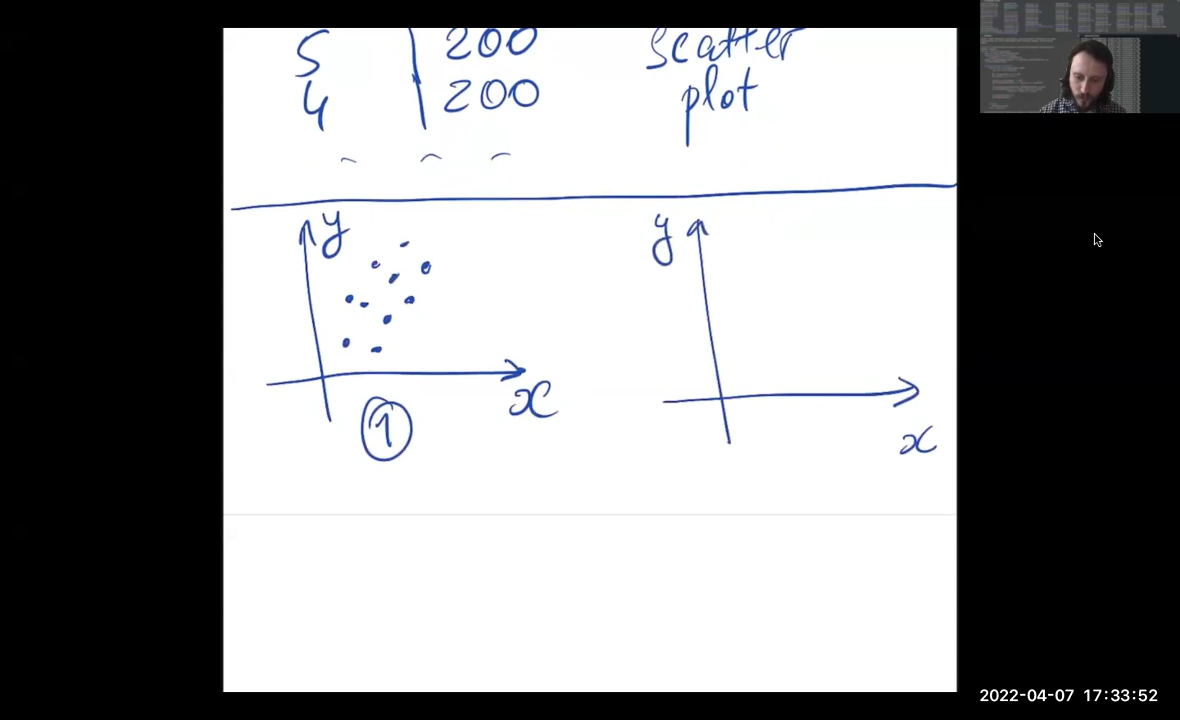 5 | 200 scatter
4 | 200 plot
y y
x x
1
2022-04-07 17:33:52